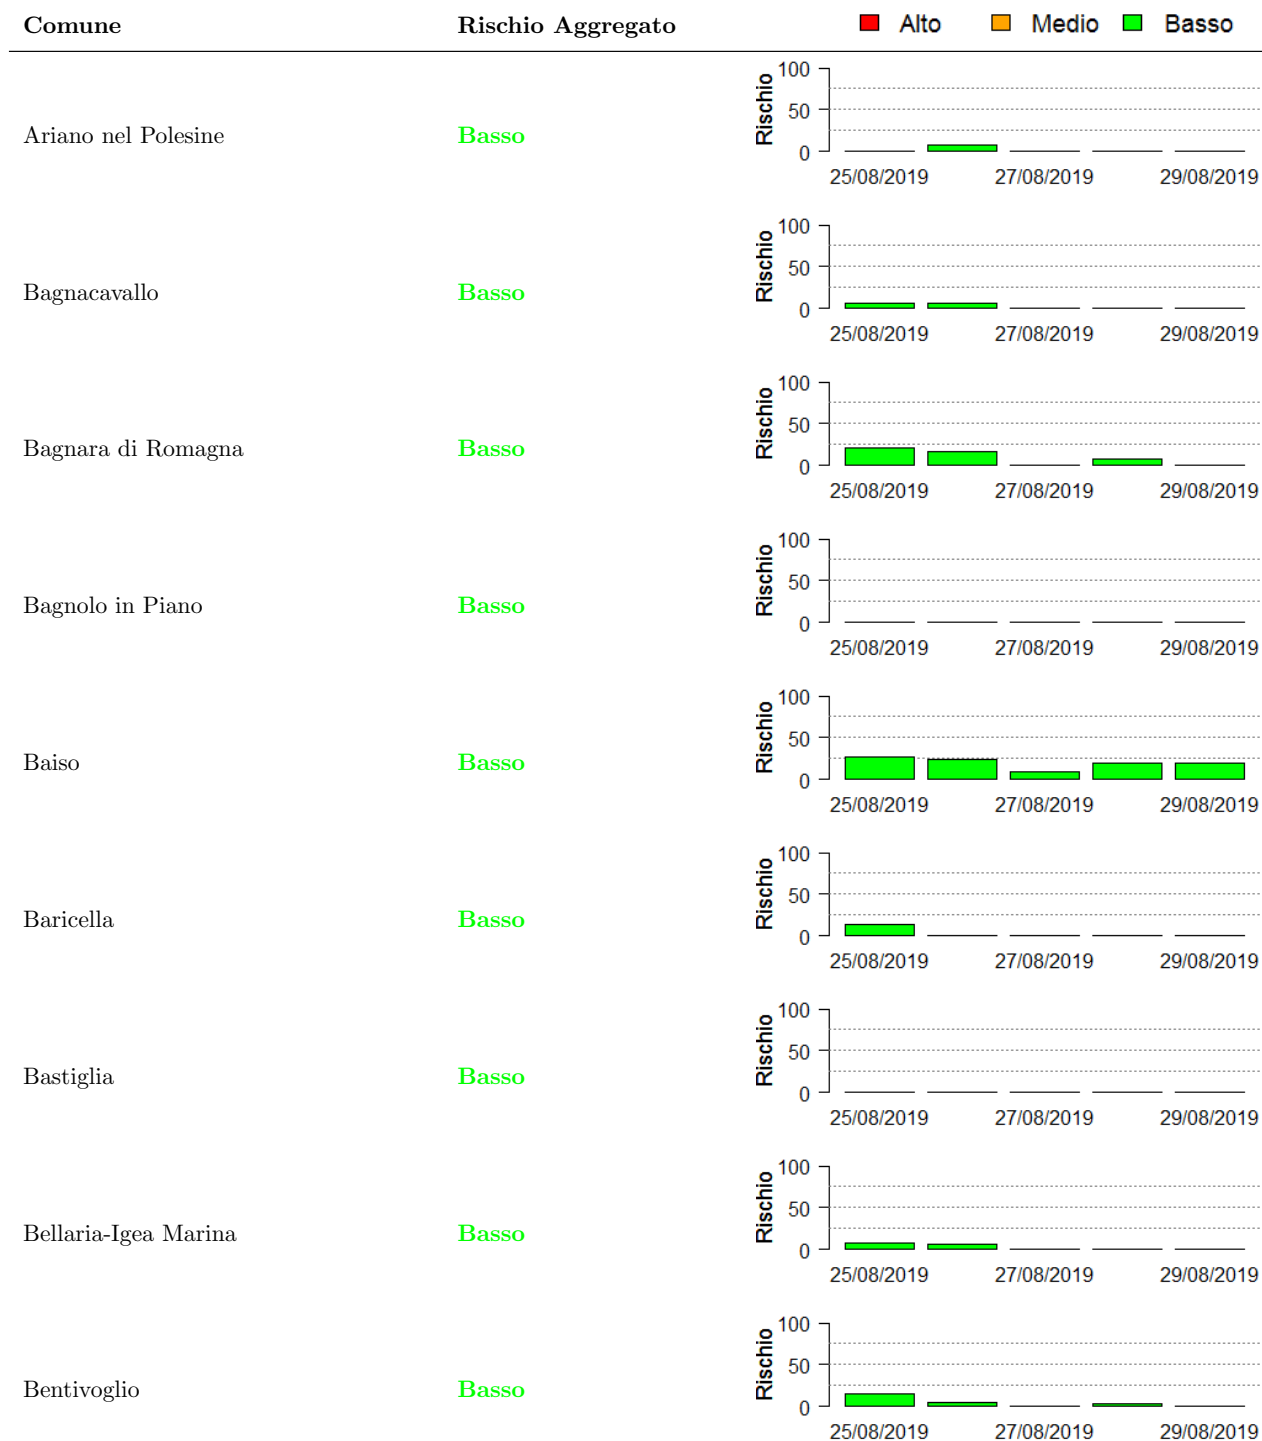 Comune Rischio Aggregato Alto Medio Basso
100
50
0
Rischio
Ariano nel Polesine Basso
25/08/2019 27/08/2019 29/08/2019
100
50
0
Rischio
Bagnacavallo Basso
25/08/2019 27/08/2019 29/08/2019
100
50
0
Rischio
Bagnara di Romagna Basso
25/08/2019 27/08/2019 29/08/2019
100
50
0
Rischio
Bagnolo in Piano Basso
25/08/2019 27/08/2019 29/08/2019
100
50
0
Rischio
Baiso Basso
25/08/2019 27/08/2019 29/08/2019
100
50
0
Rischio
Baricella Basso
25/08/2019 27/08/2019 29/08/2019
100
50
0
Rischio
Bastiglia Basso
25/08/2019 27/08/2019 29/08/2019
100
50
0
Rischio
Bellaria-Igea Marina Basso
25/08/2019 27/08/2019 29/08/2019
100
50
0
Rischio
Bentivoglio Basso
25/08/2019 27/08/2019 29/08/2019